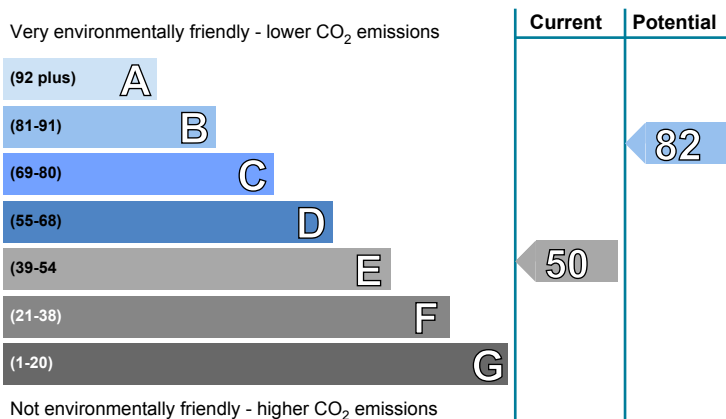 Very environmentally friendly - lower CO2 emissions
Current
Potential
(92 plus) A
(81-91) B
82
(69-80) C
(55-68) D
(39-54 E
50
(21-38) F
(1-20) G
Not environmentally friendly - higher CO2 emissions